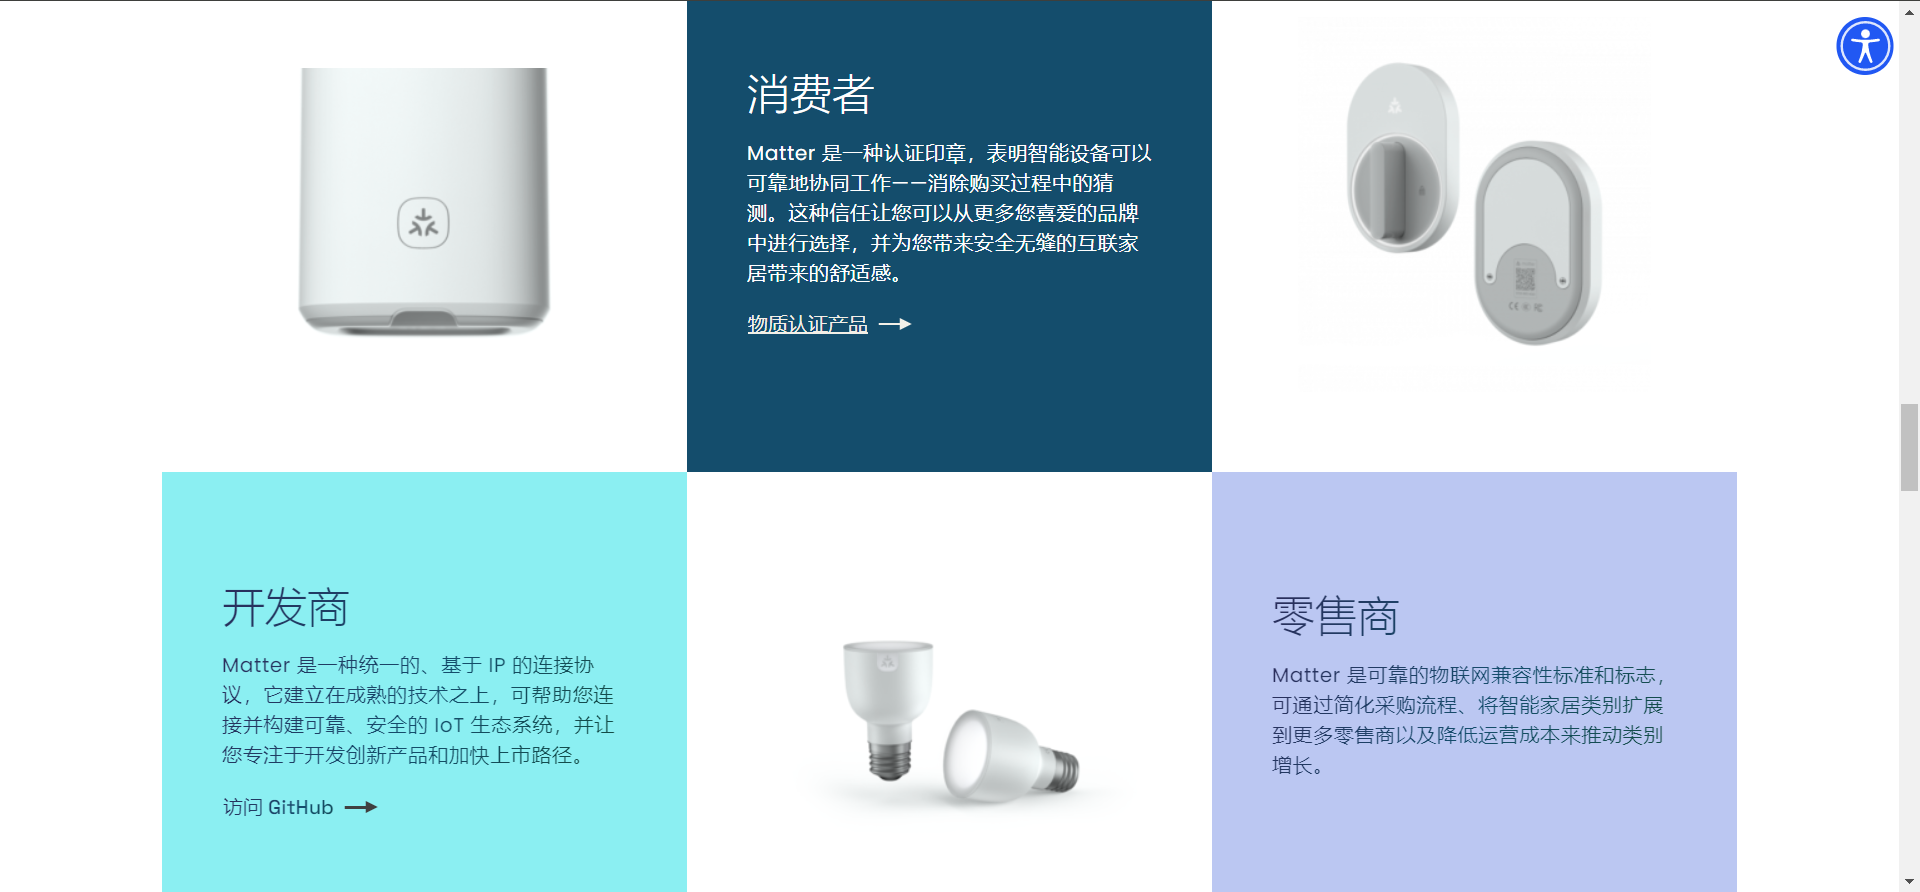 消费者
Matter 是一种认证印章，表明智能设备可以
可靠地协同工作——消除购买过程中的猜
测。这种信任让您可以从更多您喜爱的品牌
中进行选择，并为您带来安全无缝的互联家
居带来的舒适感。
物质认证产品
开发商
Matter 是一种统一的、基于 IP 的连接协
议，它建立在成熟的技术之上，可帮助您连
接并构建可靠、安全的 IoT 生态系统，并让
您专注于开发创新产品和加快上市路径。
访问 GitHub
零售商
Matter 是可靠的物联网兼容性标准和标志，
可通过简化采购流程、将智能家居类别扩展
到更多零售商以及降低运营成本来推动类别
增长。